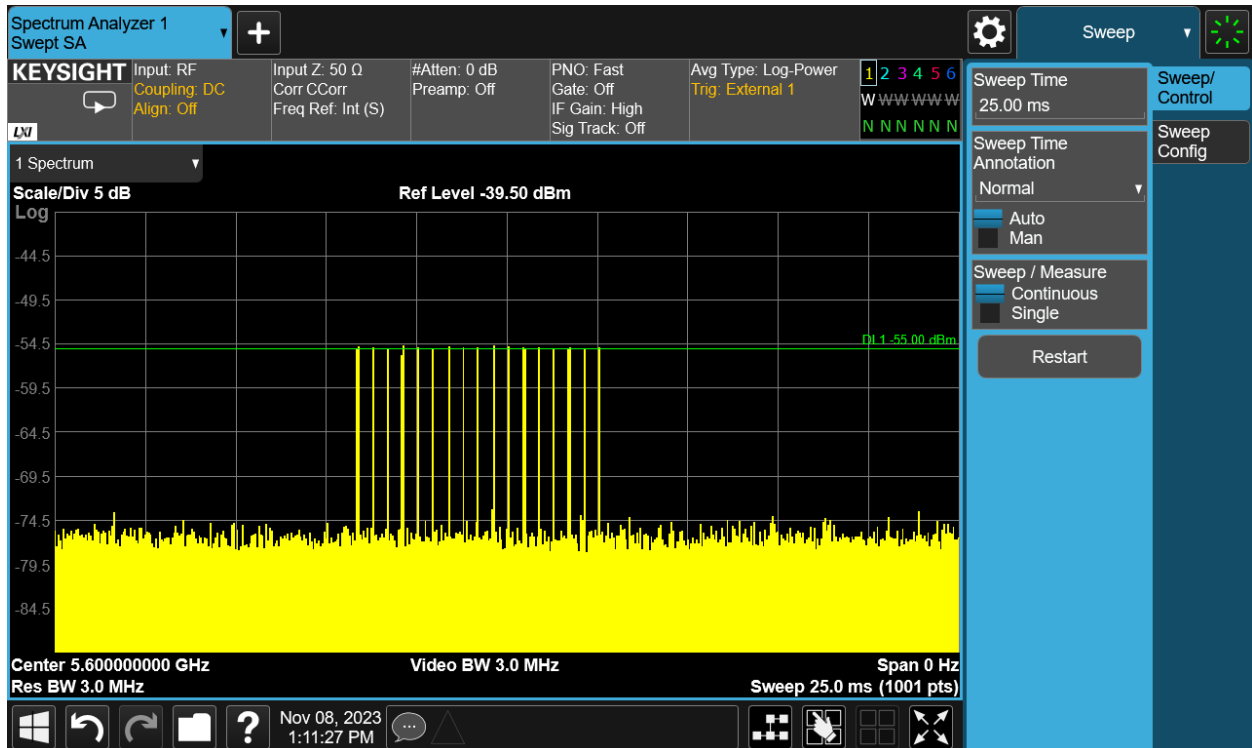 Spectrum Analyzer 1
Swept SA
+
Sweep
KEYSIGHT
LXI
Input: RF
Coupling: DC
Align: Off
Input Z: 50 Ω
Corr CCorr
Freq Ref: Int (S)
#Atten: 0 dB
Preamp: Off
PNO: Fast
Gate: Off
IF Gain: High
Sig Track: Off
Avg Type: Log-Power
Trig: External 1
1 2 3 4 5 6
W W W W W W
N N N N N N
1 Spectrum
Scale/Div 5 dB
Ref Level -39.50 dBm
Log
-44.5
-49.5
-54.5
DL1 -55.00 dBm
-59.5
-64.5
-69.5
-74.5
-79.5
-84.5
Center 5.600000000 GHz
Video BW 3.0 MHz
Span 0 Hz
Res BW 3.0 MHz
Sweep 25.0 ms (1001 pts)
Sweep Time
25.00 ms
Sweep Time
Annotation
Normal
Auto
Man
Sweep / Measure
Continuous
Single
Restart
Sweep/
Control
Sweep
Config
?
Nov 08, 2023
1:11:27 PM